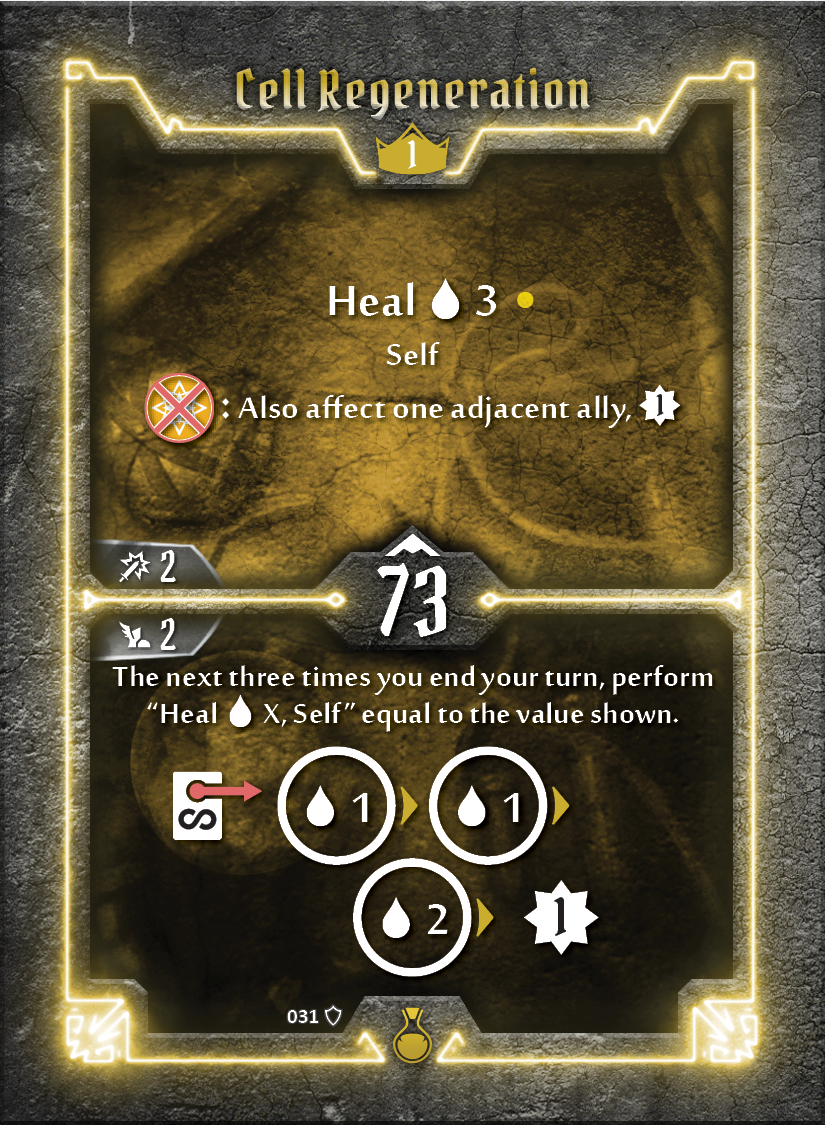 Cell Regeneration
1
Heal 3
Self
: Also affect one adjacent ally, 1
2
73
2
The next three times you end your turn, perform
“Heal X, Self” equal to the value shown.
1 1
2 1
031